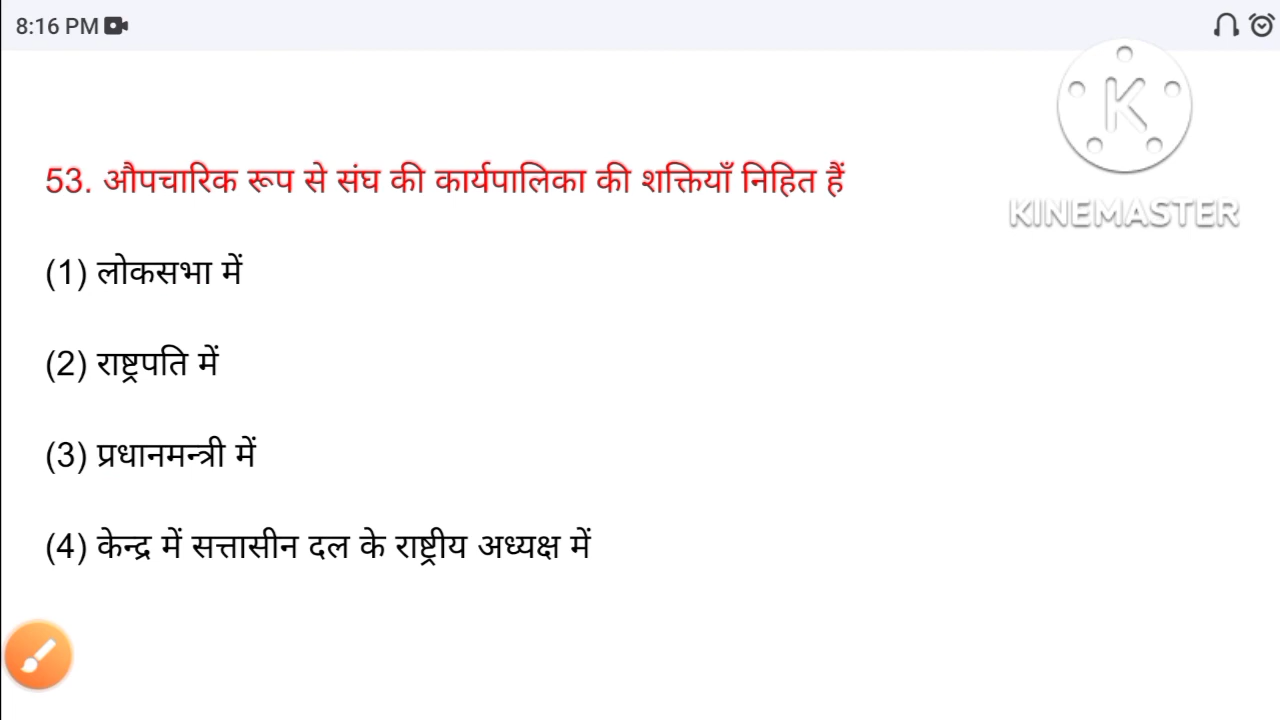 8:16 PM
K
KINEMASTER
53. औपचारिक रूप से संघ की कार्यपालिका की शक्तियाँ निहित हैं
(1) लोकसभा में
(2) राष्ट्रपति में
(3) प्रधानमन्त्री में
(4) केन्द्र में सत्तासीन दल के राष्ट्रीय अध्यक्ष में